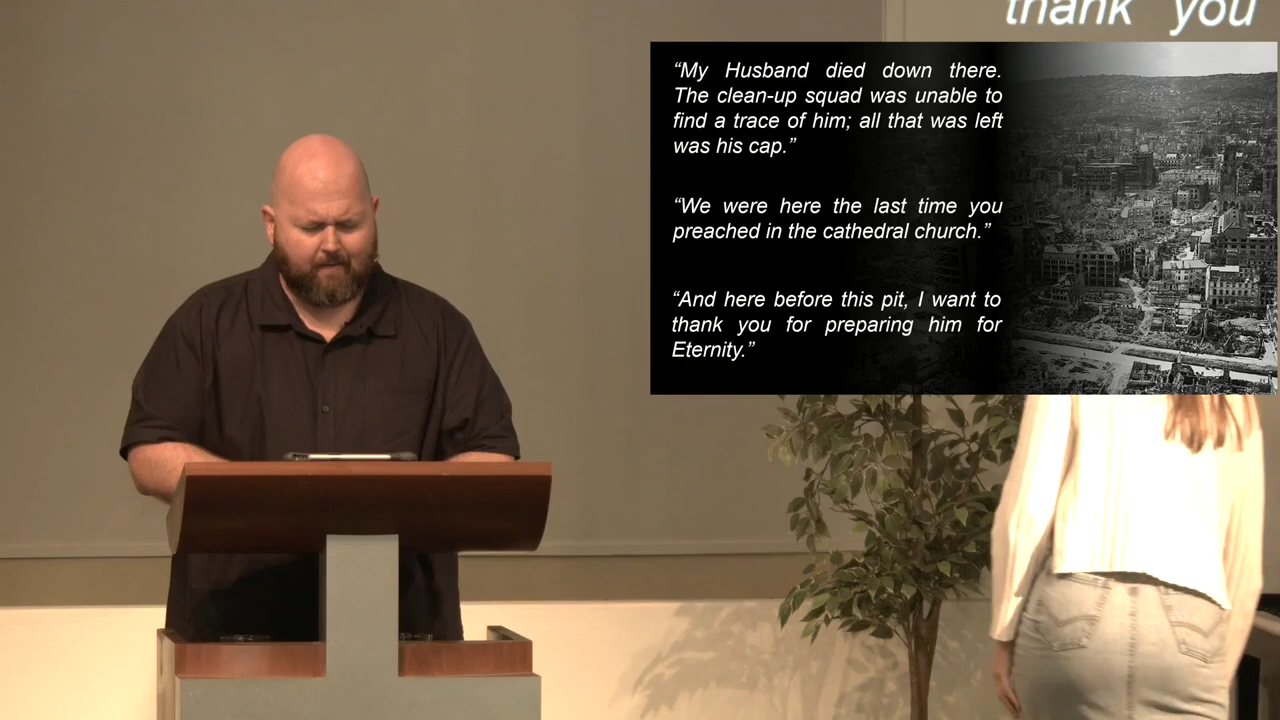 thank you
“My Husband died down there.
The clean-up squad was unable to
find a trace of him; all that was left
was his cap.”
“We were here the last time you
preached in the cathedral church.”
“And here before this pit, I want to
thank you for preparing him for
Eternity.”